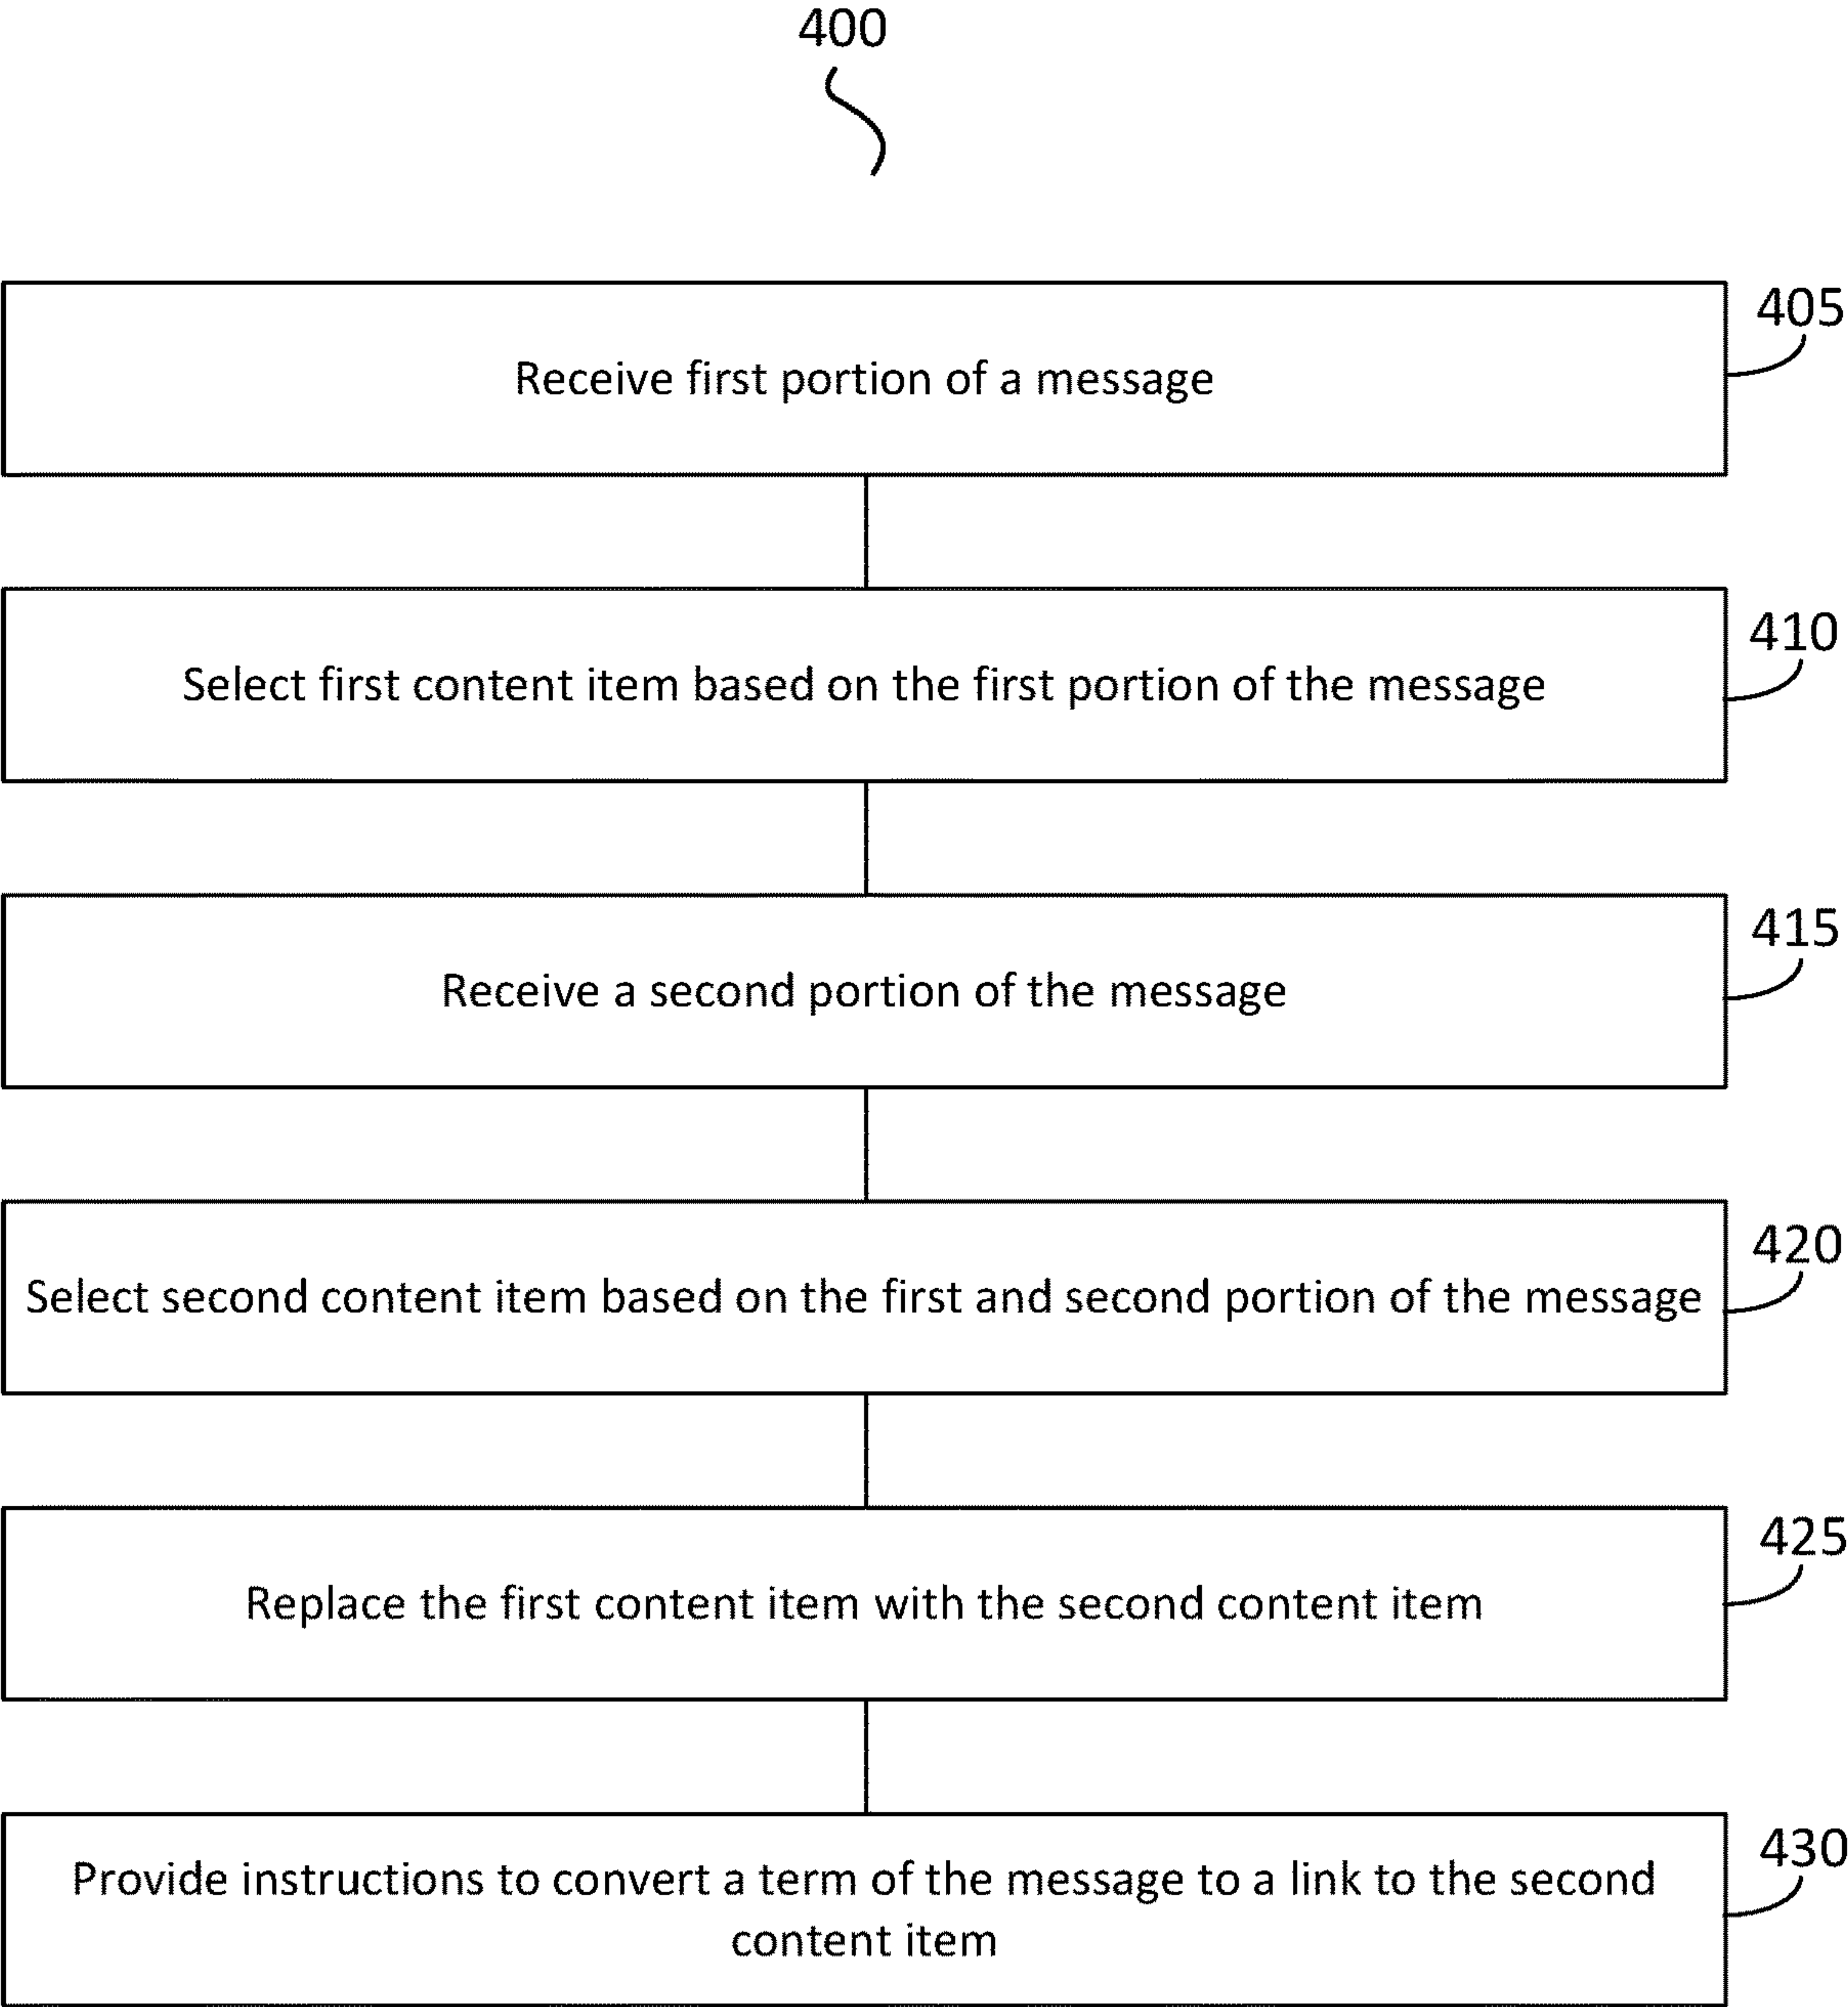 400
405
Receive first portion of a message
410
Select first content item based on the first portion of the message
415
Receive a second portion of the message
420
Select second content item based on the first and second portion of the message
425
Replace the first content item with the second content item
430
Provide instructions to convert a term of the message to a link to the second
content item